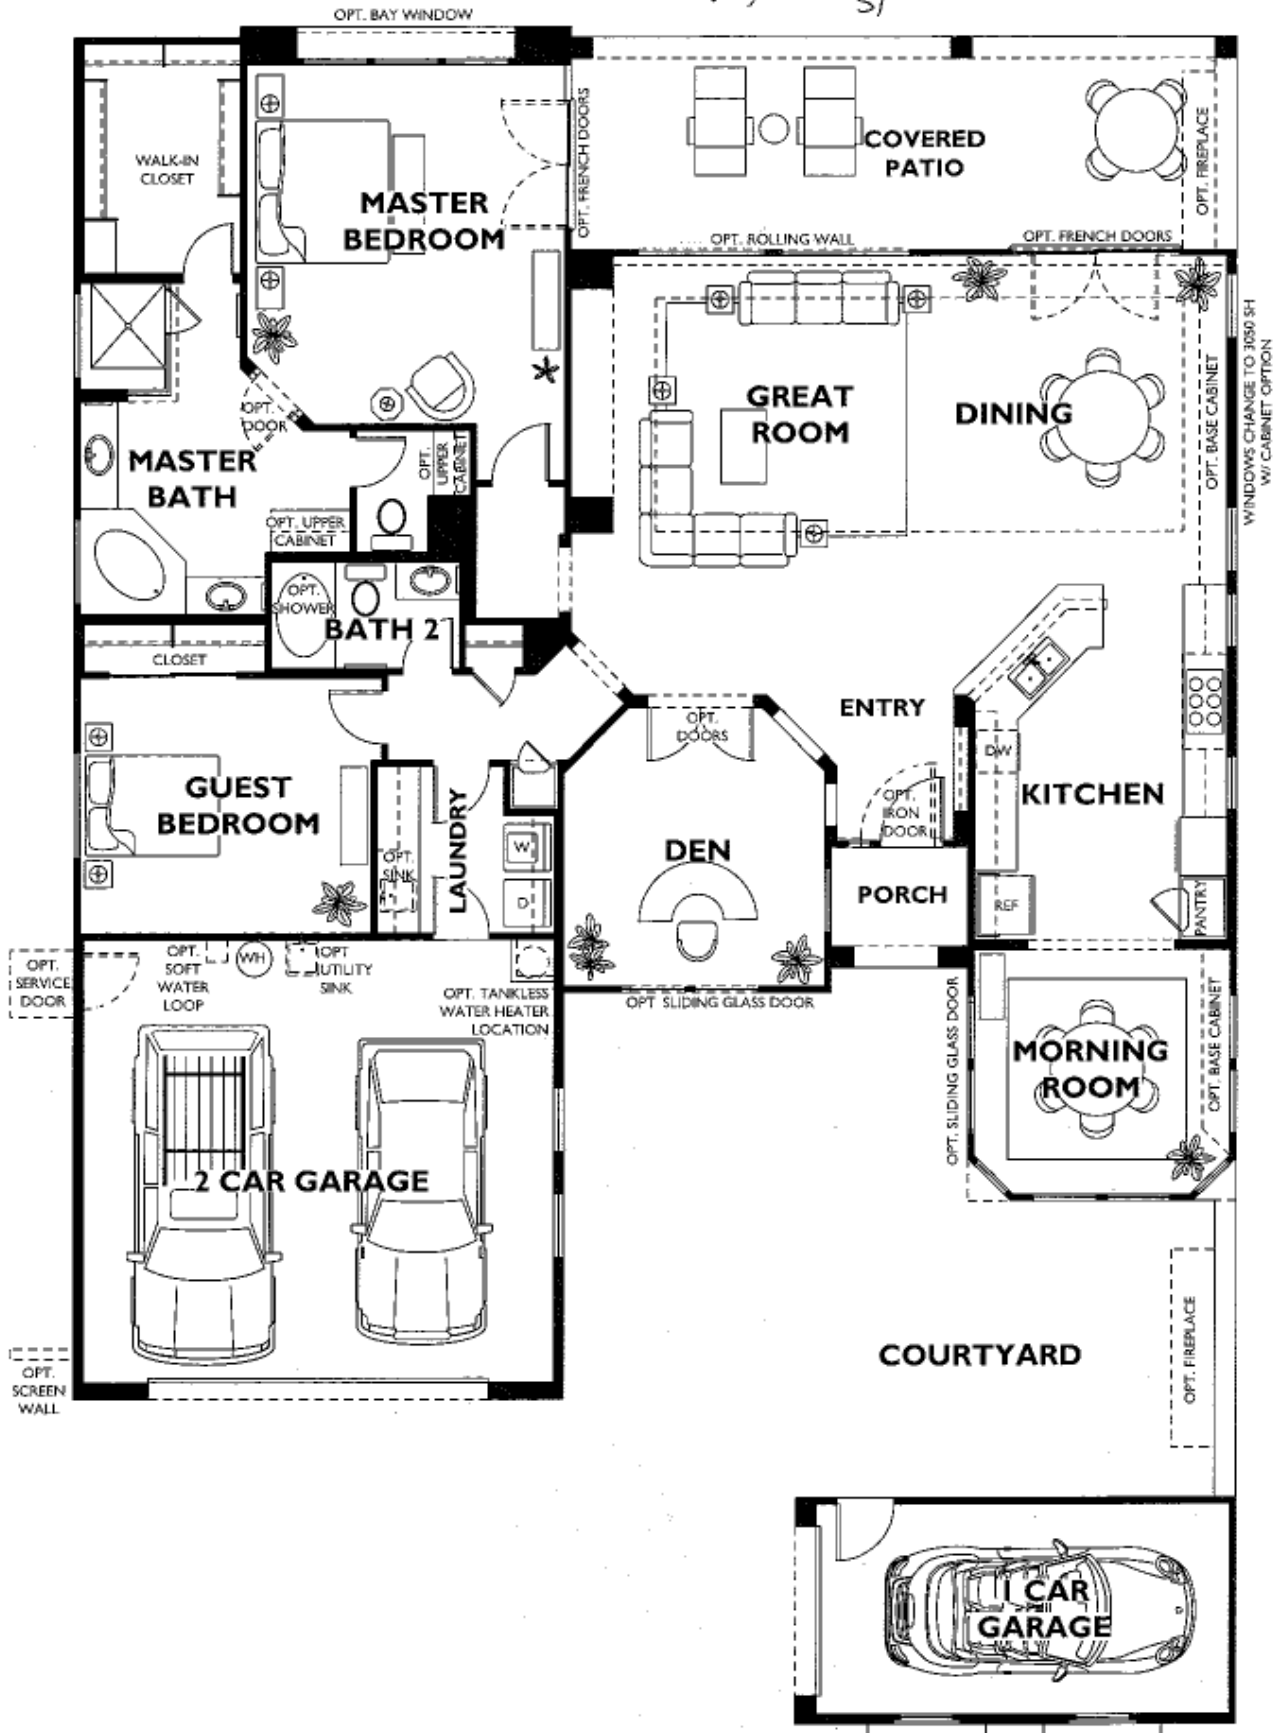 51
OPT. BAY WINDOW
WALK-IN
CLOSET
MASTER
BEDROOM
OPT. FRENCH DOORS
COVERED
PATIO
OPT. FIREPLACE
OPT. ROLLING WALL
OPT. FRENCH DOORS
GREAT
ROOM
DINING
OPT. BASE CABINET
WINDOWS CHANGE TO 3050 SH
W/ CABINET OPTION
OPT.
DOOR
MASTER
BATH
OPT.
UPPER
CABINET
OPT. UPPER
CABINET
OPT.
SHOWER
BATH 2
CLOSET
ENTRY
OPT.
DOORS
DW
KITCHEN
GUEST
BEDROOM
LAUNDRY
OPT.
SINK
W
D
OPT.
IRON
DOOR
DEN
PORCH
REF
PANTRY
OPT.
SERVICE
DOOR
OPT.
SOFT
WATER
LOOP
WH
OPT
UTILITY
SINK
OPT. TANKLESS
WATER HEATER
LOCATION
OPT SLIDING GLASS DOOR
OPT. SLIDING GLASS DOOR
MORNING
ROOM
OPT. BASE CABINET
2 CAR GARAGE
COURTYARD
OPT. FIREPLACE
OPT.
SCREEN
WALL
1 CAR
GARAGE